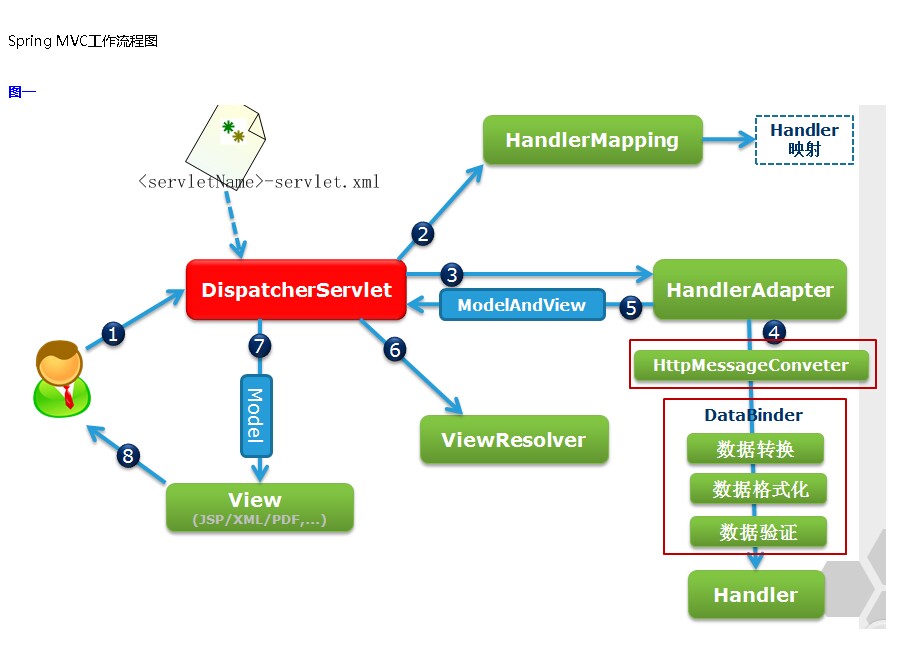 Spring MVC工作流程图
图一
<servletName>-servlet.xml
HandlerMapping
Handler
映射
2
3
DispatcherServlet
ModelAndView
5
HandlerAdapter
1
7
6
4
HttpMessageConveter
Model
DataBinder
数据转换
数据格式化
数据验证
ViewResolver
8
View
(JSP/XML/PDF,...)
Handler